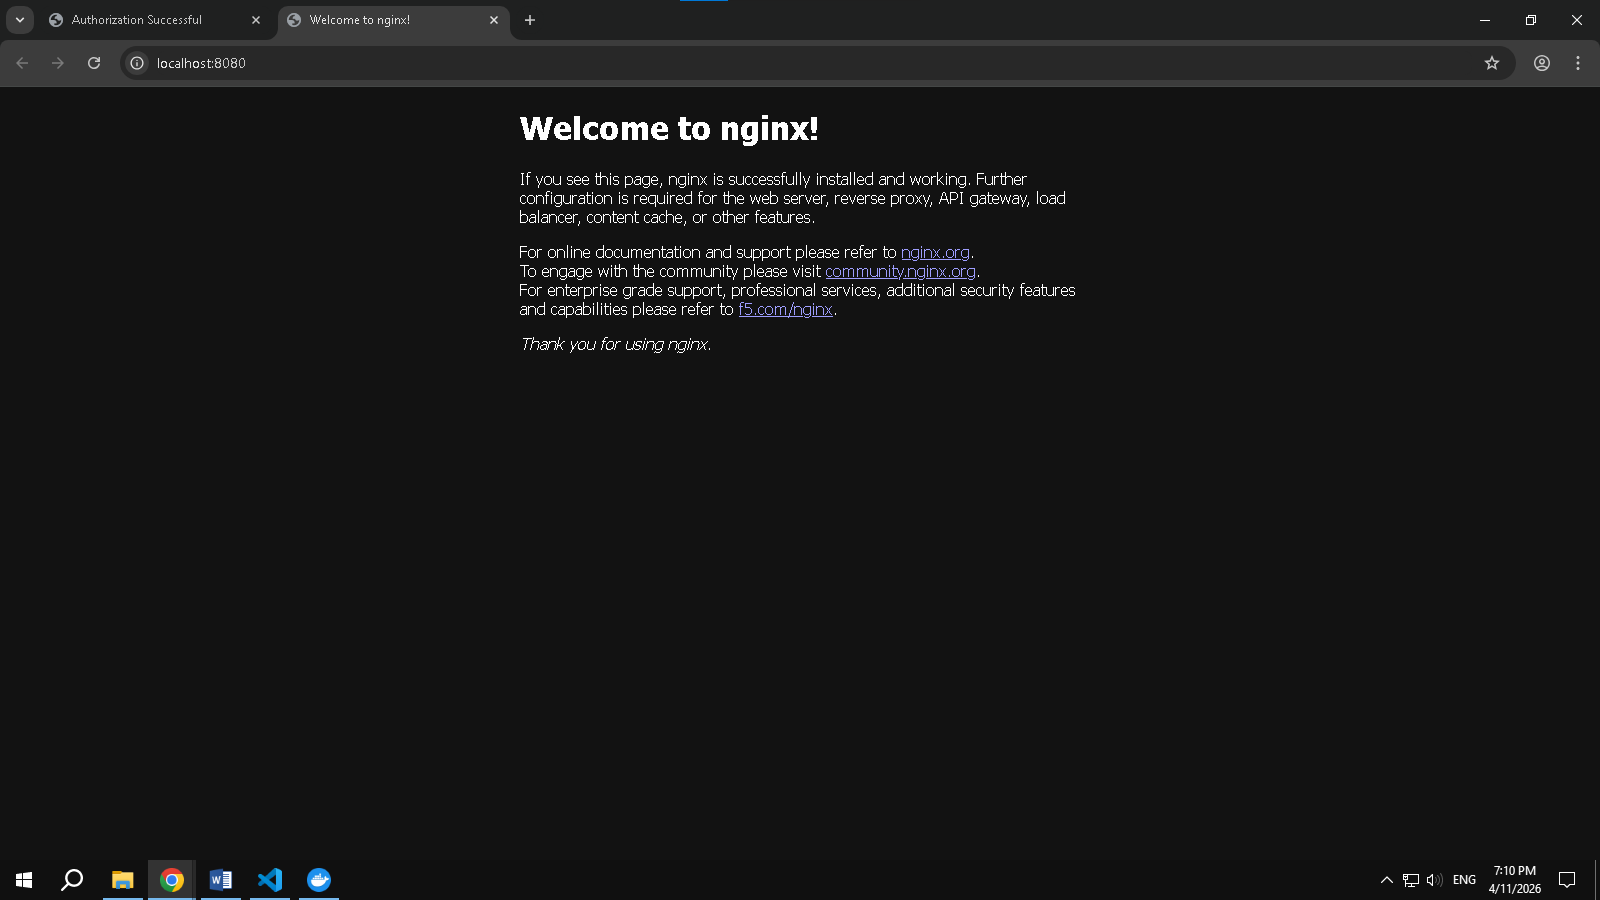 Authorization Successful
Welcome to nginx!
localhost:8080
Welcome to nginx!
If you see this page, nginx is successfully installed and working. Further
configuration is required for the web server, reverse proxy, API gateway, load
balancer, content cache, or other features.
For online documentation and support please refer to nginx.org.
To engage with the community please visit community.nginx.org.
For enterprise grade support, professional services, additional security features
and capabilities please refer to f5.com/nginx.
Thank you for using nginx.
ENG
7:10 PM
4/11/2026